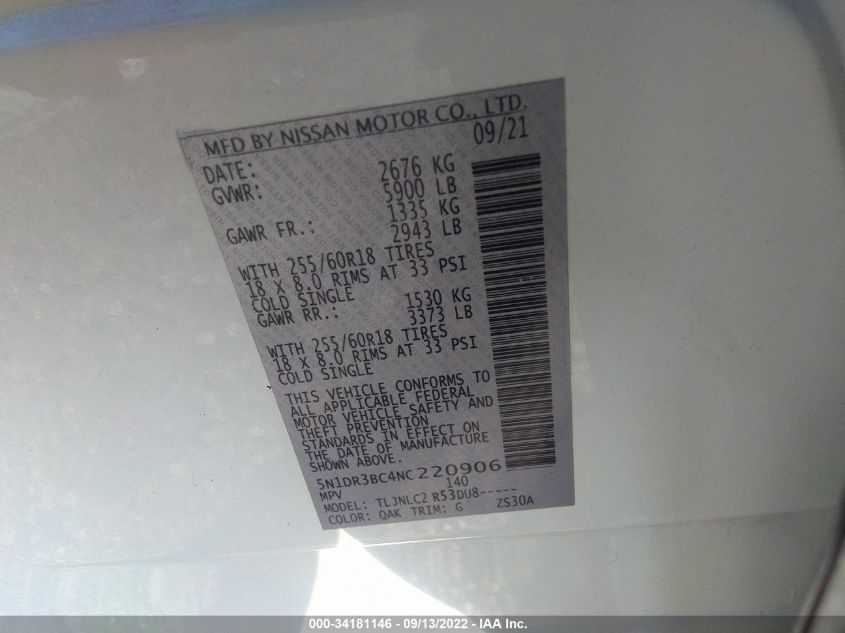 MFD BY NISSAN MOTOR CO., LTD.
DATE: 09/21
GVWR: 2676 KG
5900 LB
GAWR FR.: 1335 KG
2943 LB
WITH 255/60R18 TIRES
18 X 8.0 RIMS AT 33 PSI
COLD SINGLE
GAWR RR.: 1530 KG
3373 LB
WITH 255/60R18 TIRES
18 X 8.0 RIMS AT 33 PSI
COLD SINGLE
THIS VEHICLE CONFORMS TO
ALL APPLICABLE FEDERAL
MOTOR VEHICLE SAFETY AND
THEFT PREVENTION
STANDARDS IN EFFECT ON
THE DATE OF MANUFACTURE
SHOWN ABOVE.
5N1DR3BC4NC220906
MPV 140
MODEL: TLJNLC2 R53DU8-----
COLOR: QAK TRIM: G ZS30A
000-34181146 - 09/13/2022 - IAA Inc.